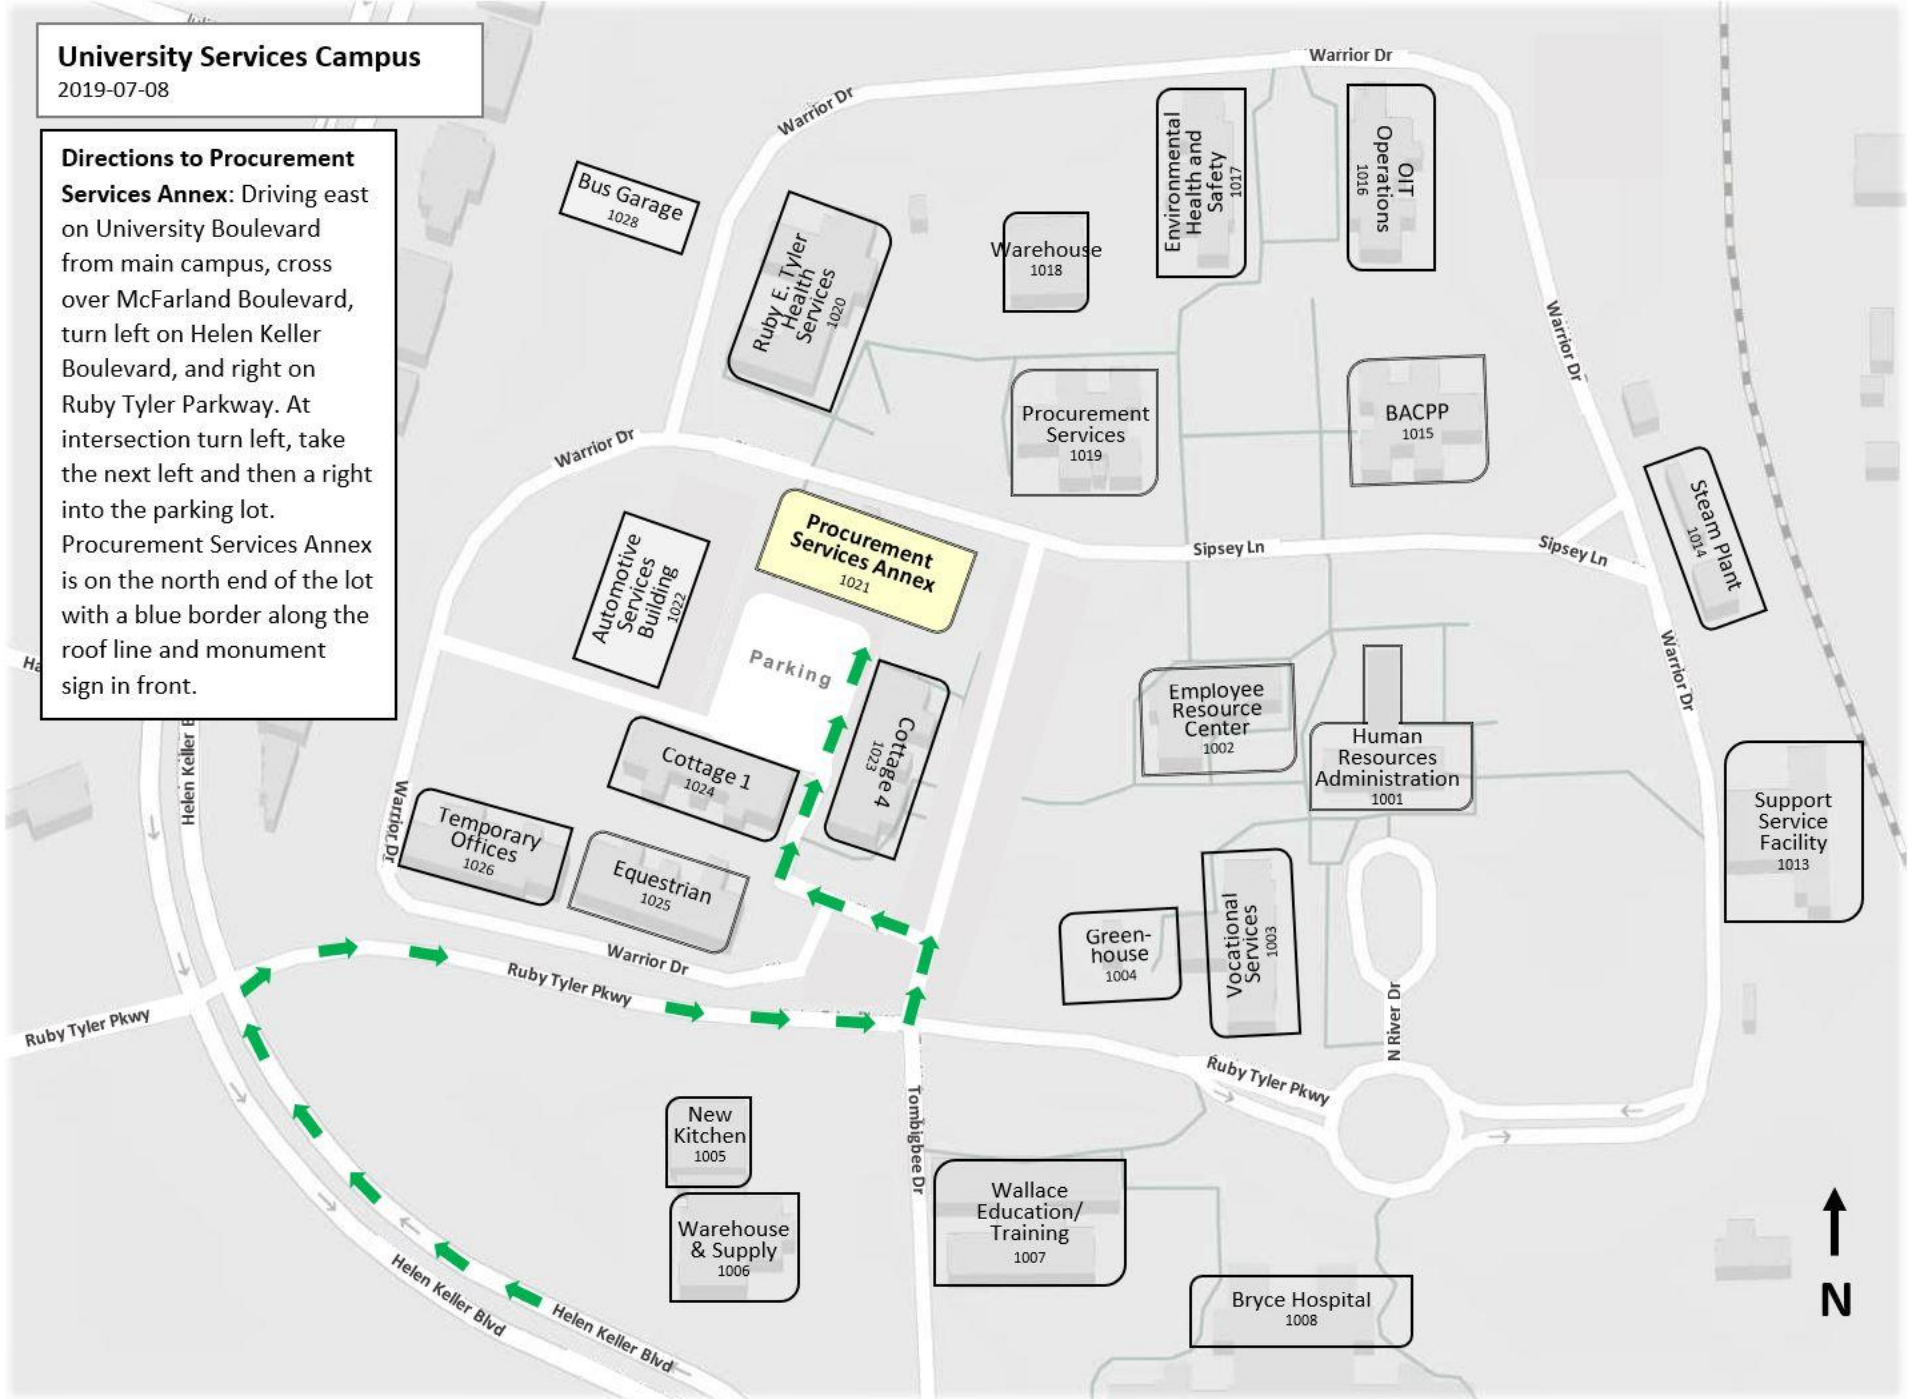 University Services Campus
2019-07-08
Directions to Procurement
Services Annex: Driving east
on University Boulevard
from main campus, cross
over McFarland Boulevard,
turn left on Helen Keller
Boulevard, and right on
Ruby Tyler Parkway. At
intersection turn left, take
the next left and then a right
into the parking lot.
Procurement Services Annex
is on the north end of the lot
with a blue border along the
roof line and monument
sign in front.
Warrior Dr
Warrior Dr
Bus Garage
1028
Ruby E. Tyler
Health
Services
1020
Warehouse
1018
Environmental
Health and
Safety
1017
OIT
Operations
1016
Warrior Dr
Warrior Dr
Procurement
Services
1019
BACPP
1015
Steam Plant
1014
Sipsey Ln
Sipsey Ln
Procurement
Services Annex
1021
Automotive
Services
Building
1022
Parking
Cottage 4
1023
Cottage 1
1024
Employee
Resource
Center
1002
Human
Resources
Administration
1001
Warrior Dr
Support
Service
Facility
1013
Helen Keller
Warrior Dr
Temporary
Offices
1026
Equestrian
1025
Warrior Dr
Green-
house
1004
Vocational
Services
1003
Ruby Tyler Pkwy
Ruby Tyler Pkwy
N River Dr
Ruby Tyler Pkwy
Tombigbee Dr
New
Kitchen
1005
Warehouse
& Supply
1006
Wallace
Education/
Training
1007
Bryce Hospital
1008
Helen Keller Blvd
Helen Keller Blvd
N